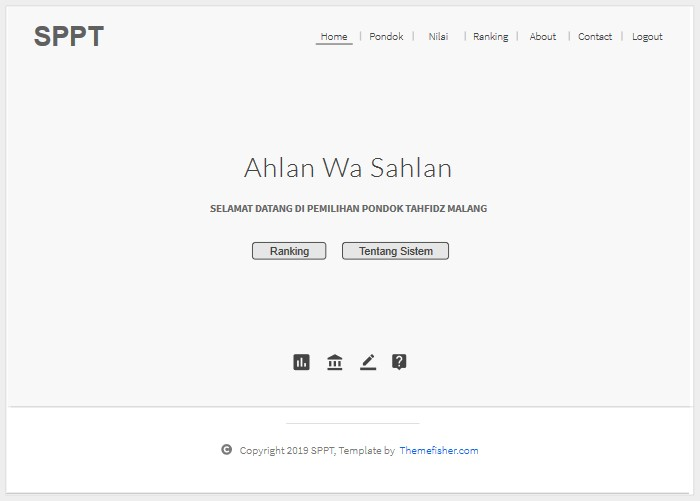 SPPT
Home | Pondok | Nilai | Ranking | About | Contact | Logout
Ahlan Wa Sahlan
SELAMAT DATANG DI PEMILIHAN PONDOK TAHFIDZ MALANG
Ranking Tentang Sistem
© Copyright 2019 SPPT, Template by Themefisher.com